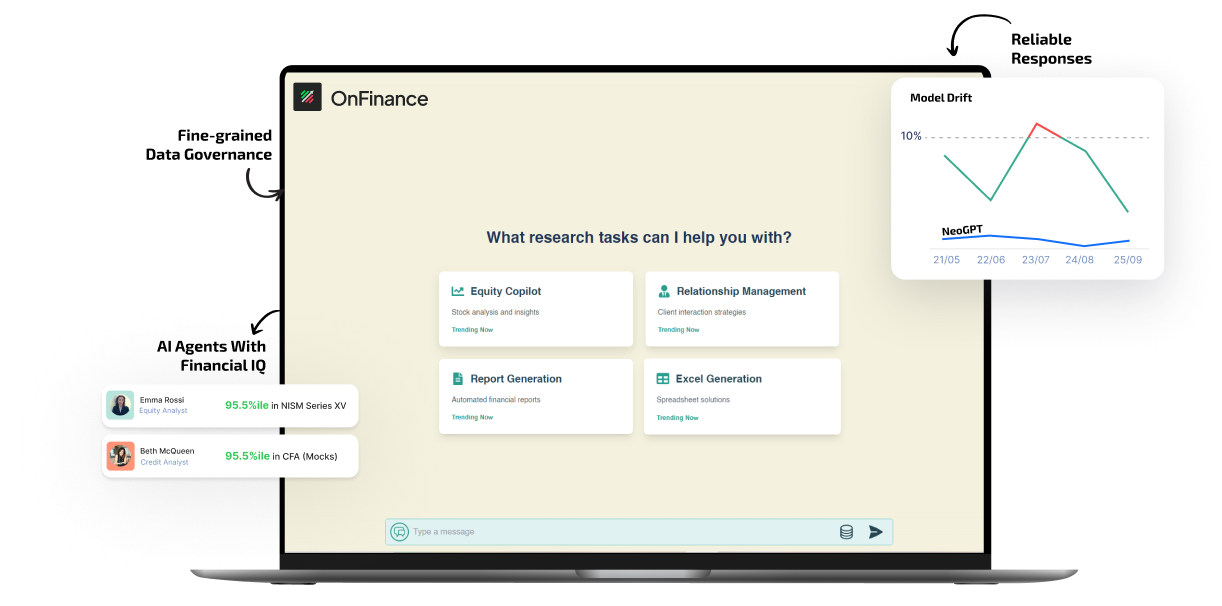 Reliable
Responses
OnFinance
Model Drift
10%
NeoGPT
21/05 22/06 23/07 24/08 25/09
Fine-grained
Data Governance
What research tasks can I help you with?
Equity Copilot
Stock analysis and insights
Trending Now
Relationship Management
Client interaction strategies
Trending Now
Report Generation
Automated financial reports
Trending Now
Excel Generation
Spreadsheet solutions
Trending Now
AI Agents With
Financial IQ
Emma Rossi
Equity Analyst
95.5%ile in NISM Series XV
Beth McQueen
Credit Analyst
95.5%ile in CFA (Mocks)
Type a message